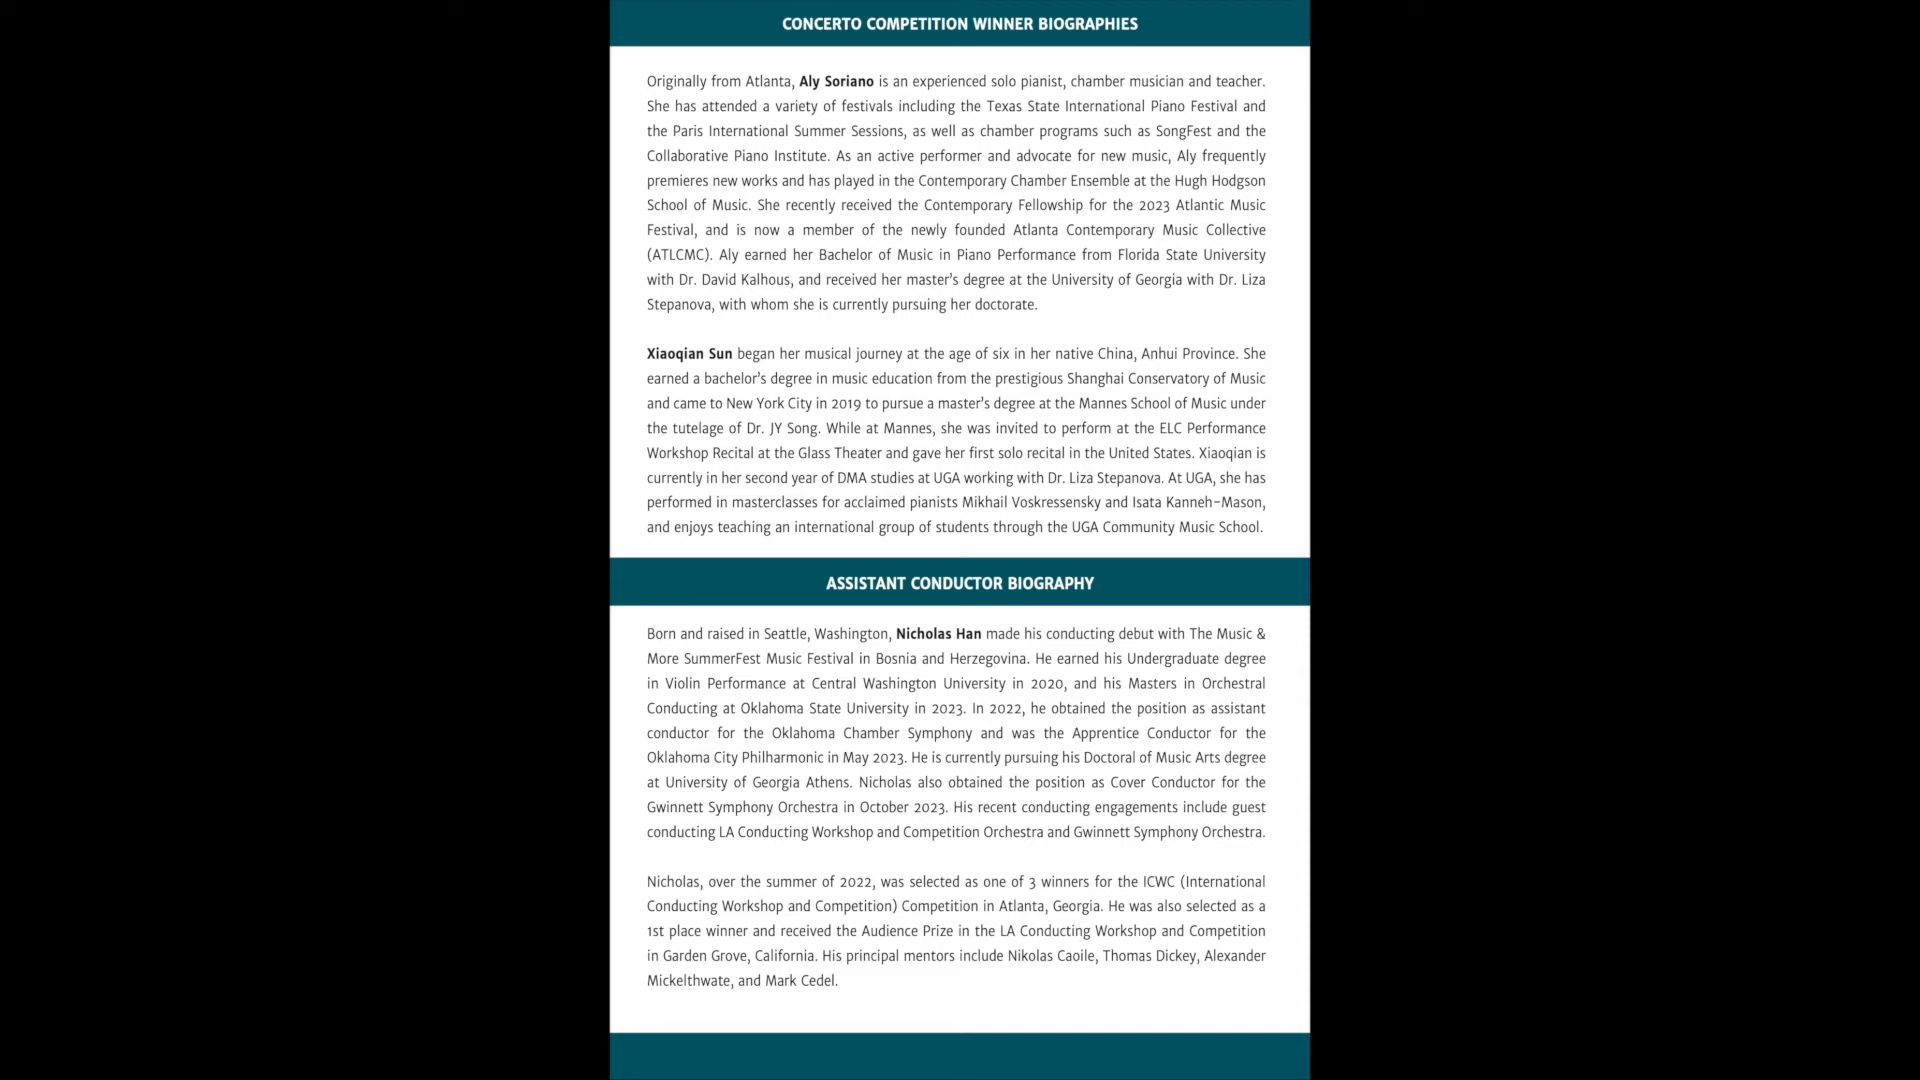 CONCERTO COMPETITION WINNER BIOGRAPHIES
Originally from Atlanta, Aly Soriano is an experienced solo pianist, chamber musician and teacher.
She has attended a variety of festivals including the Texas State International Piano Festival and
the Paris International Summer Sessions, as well as chamber programs such as SongFest and the
Collaborative Piano Institute. As an active performer and advocate for new music, Aly frequently
premieres new works and has played in the Contemporary Chamber Ensemble at the Hugh Hodgson
School of Music. She recently received the Contemporary Fellowship for the 2023 Atlantic Music
Festival, and is now a member of the newly founded Atlanta Contemporary Music Collective
(ATLCMC). Aly earned her Bachelor of Music in Piano Performance from Florida State University
with Dr. David Kalhous, and received her master's degree at the University of Georgia with Dr. Liza
Stepanova, with whom she is currently pursuing her doctorate.
Xiaoqian Sun began her musical journey at the age of six in her native China, Anhui Province. She
earned a bachelor's degree in music education from the prestigious Shanghai Conservatory of Music
and came to New York City in 2019 to pursue a master's degree at the Mannes School of Music under
the tutelage of Dr. JY Song. While at Mannes, she was invited to perform at the ELC Performance
Workshop Recital at the Glass Theater and gave her first solo recital in the United States. Xiaoqian is
currently in her second year of DMA studies at UGA working with Dr. Liza Stepanova. At UGA, she has
performed in masterclasses for acclaimed pianists Mikhail Voskressensky and Isata Kanneh-Mason,
and enjoys teaching an international group of students through the UGA Community Music School.
ASSISTANT CONDUCTOR BIOGRAPHY
Born and raised in Seattle, Washington, Nicholas Han made his conducting debut with The Music &
More SummerFest Music Festival in Bosnia and Herzegovina. He earned his Undergraduate degree
in Violin Performance at Central Washington University in 2020, and his Masters in Orchestral
Conducting at Oklahoma State University in 2023. In 2022, he obtained the position as assistant
conductor for the Oklahoma Chamber Symphony and was the Apprentice Conductor for the
Oklahoma City Philharmonic in May 2023. He is currently pursuing his Doctoral of Music Arts degree
at University of Georgia Athens. Nicholas also obtained the position as Cover Conductor for the
Gwinnett Symphony Orchestra in October 2023. His recent conducting engagements include guest
conducting LA Conducting Workshop and Competition Orchestra and Gwinnett Symphony Orchestra.
Nicholas, over the summer of 2022, was selected as one of 3 winners for the ICWC (International
Conducting Workshop and Competition) Competition in Atlanta, Georgia. He was also selected as a
1st place winner and received the Audience Prize in the LA Conducting Workshop and Competition
in Garden Grove, California. His principal mentors include Nikolas Caoile, Thomas Dickey, Alexander
Mickelthwate, and Mark Cedel.